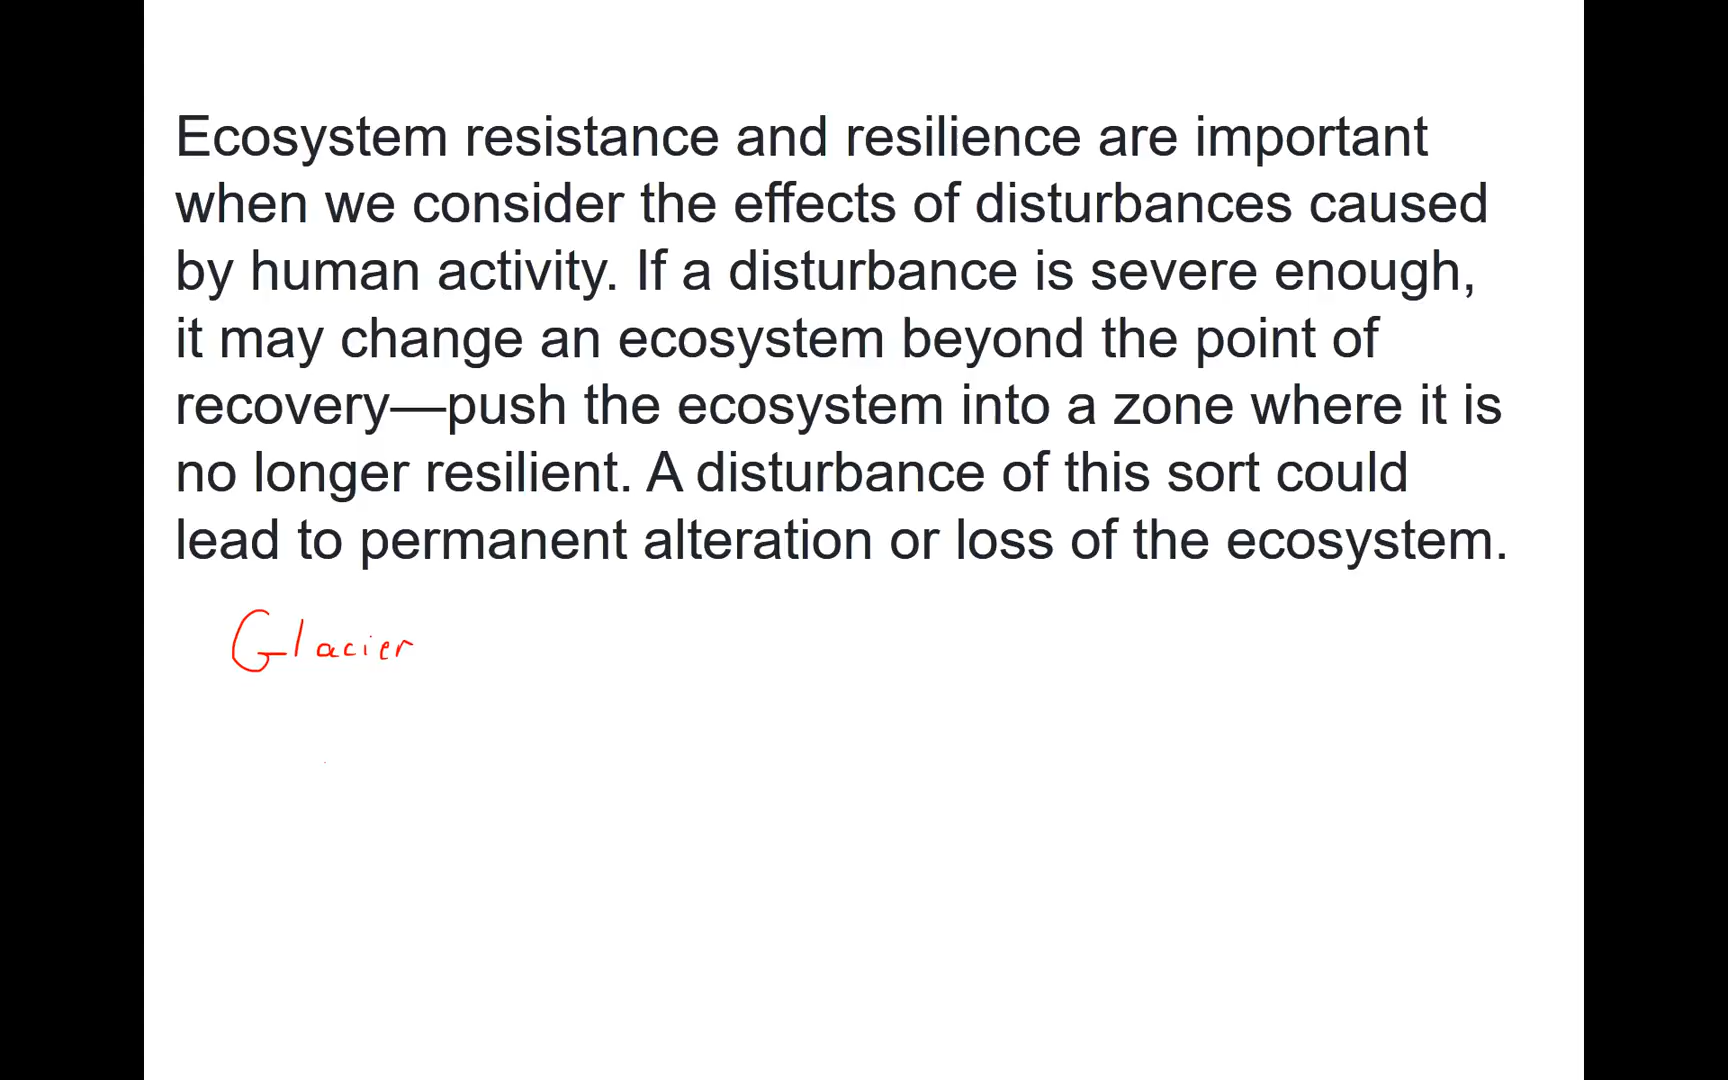 Ecosystem resistance and resilience are important
when we consider the effects of disturbances caused
by human activity. If a disturbance is severe enough,
it may change an ecosystem beyond the point of
recovery—push the ecosystem into a zone where it is
no longer resilient. A disturbance of this sort could
lead to permanent alteration or loss of the ecosystem.
Glacier